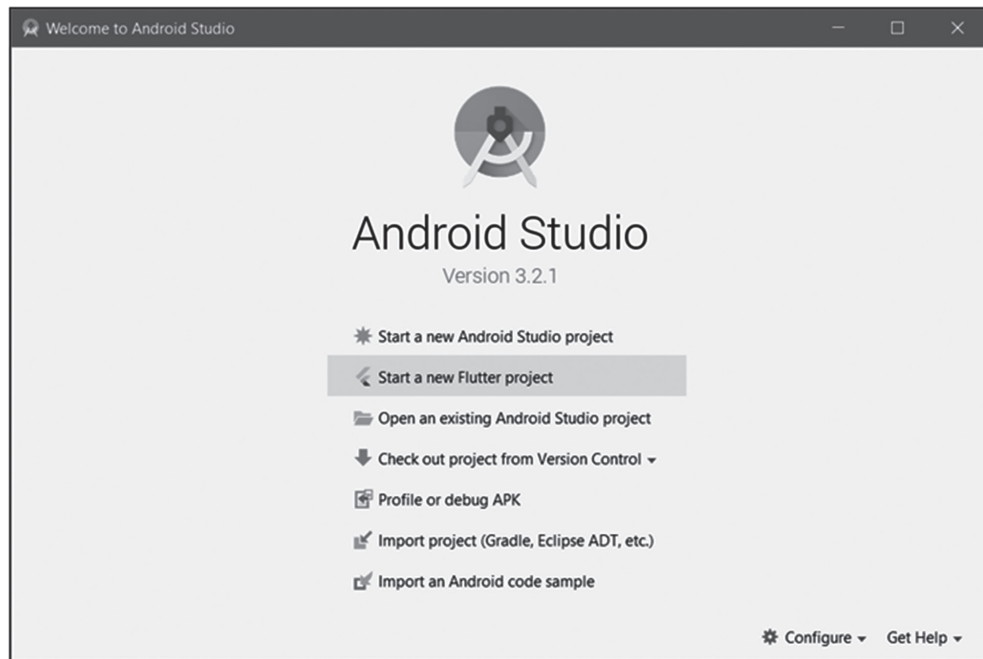 Welcome to Android Studio
Android Studio
Version 3.2.1
Start a new Android Studio project
Start a new Flutter project
Open an existing Android Studio project
Check out project from Version Control
Profile or debug APK
Import project (Gradle, Eclipse ADT, etc.)
Import an Android code sample
Configure Get Help